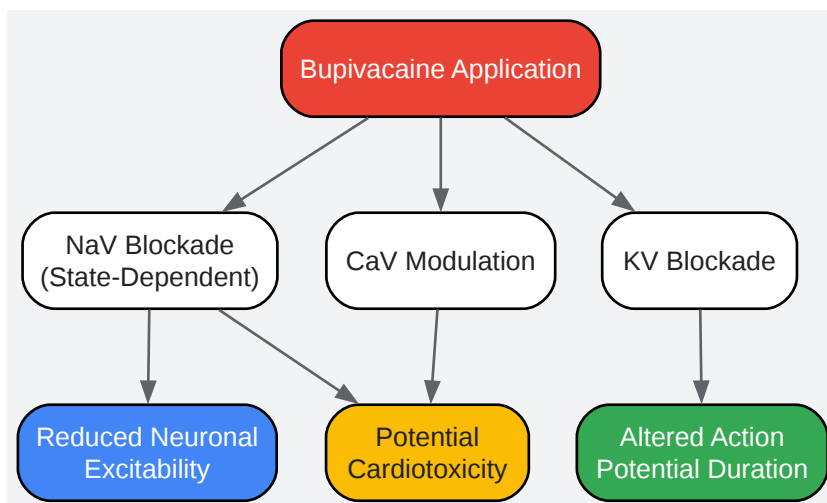 Bupivacaine Application
NaV Blockade
(State-Dependent)
CaV Modulation
KV Blockade
Reduced Neuronal
Excitability
Potential
Cardiotoxicity
Altered Action
Potential Duration